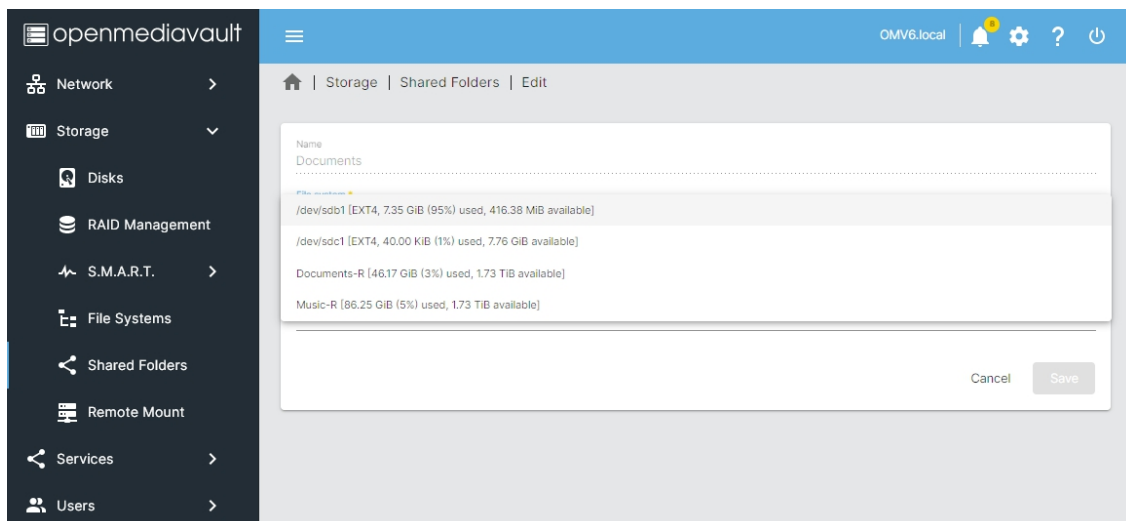 openmediavault
OMV6.local
8
?
Network
Storage
Disks
RAID Management
S.M.A.R.T.
File Systems
Shared Folders
Remote Mount
Services
Users
| Storage | Shared Folders | Edit
Name
Documents
File system *
/dev/sdb1 [EXT4, 7.35 GiB (95%) used, 416.38 MiB available]
/dev/sdc1 [EXT4, 40.00 KiB (1%) used, 7.76 GiB available]
Documents-R [46.17 GiB (3%) used, 1.73 TiB available]
Music-R [86.25 GiB (5%) used, 1.73 TiB available]
Cancel
Save